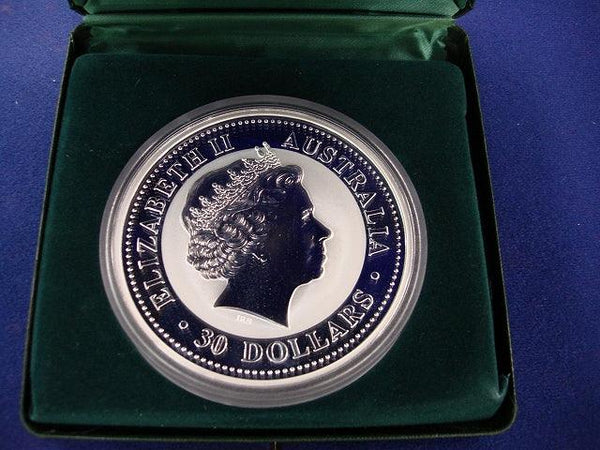 ELIZABETH II
AUSTRALIA
30 DOLLARS
IRB